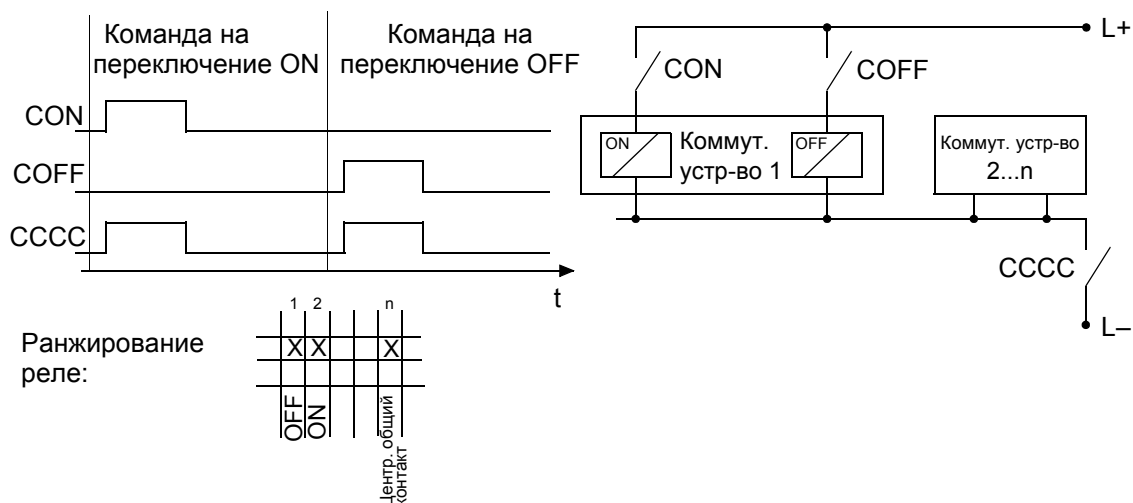 Команда на
переключение ON
Команда на
переключение OFF
CON
COFF
CCCC
t
L+
CON
COFF
ON
Коммут.
устр-во 1
OFF
Коммут. устр-во
2...n
CCCC
L–
Ранжирование
реле:
1 2 n
X X X
OFF
ON
Центр. общий
контакт